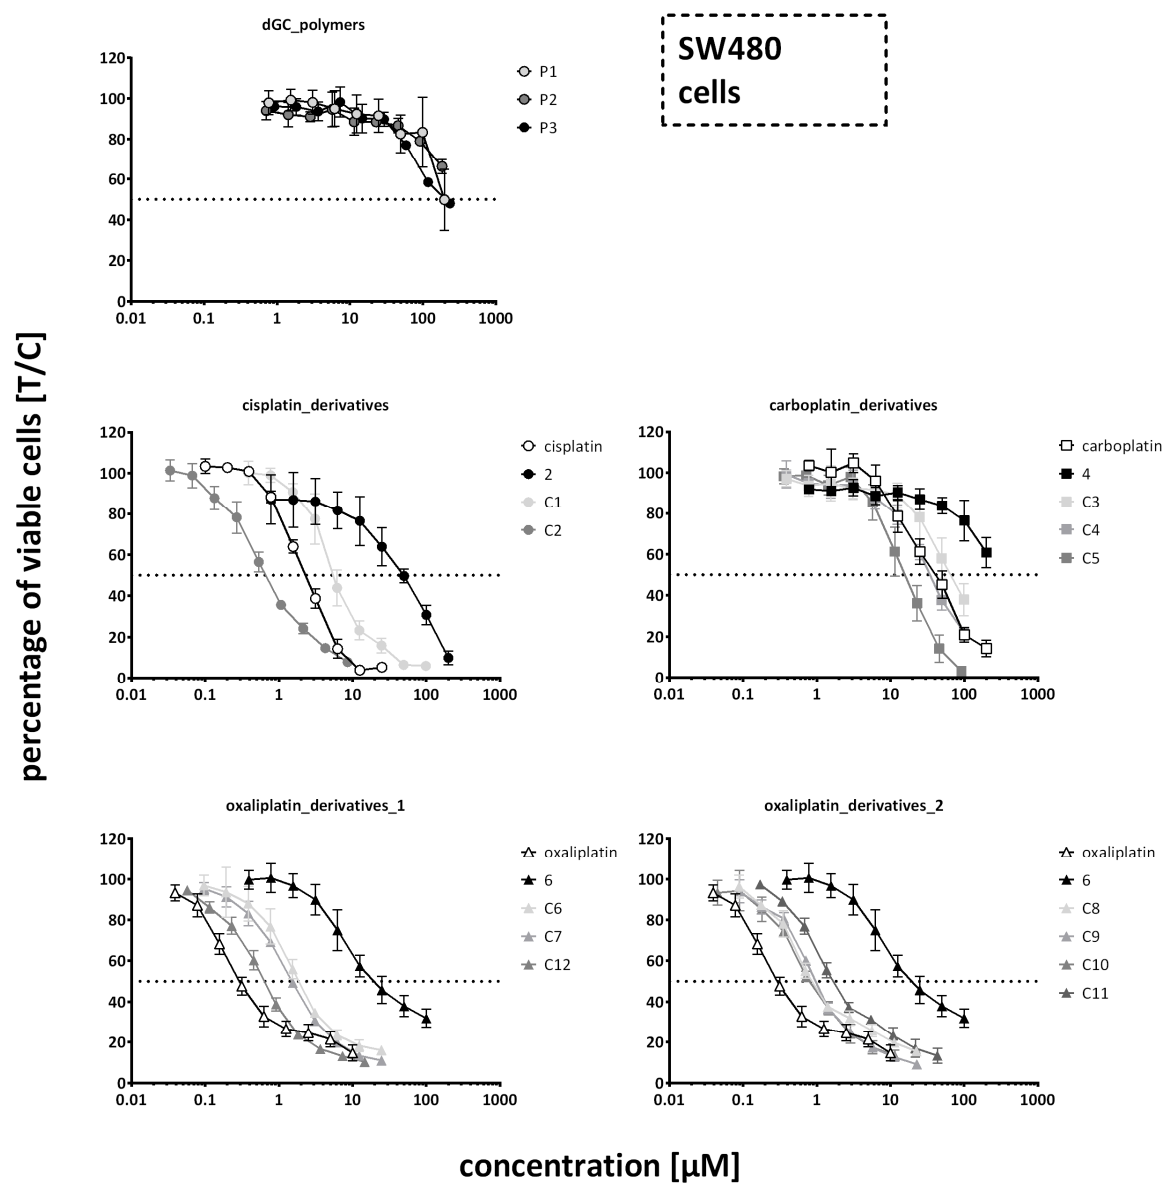 dGC_polymers
120
100
80
60
40
20
0
0.01 0.1 1 10 100 1000
P1
P2
P3
SW480
cells
percentage of viable cells [T/C]
cisplatin_derivatives
120
100
80
60
40
20
0
0.01 0.1 1 10 100 1000
cisplatin
2
C1
C2
carboplatin_derivatives
120
100
80
60
40
20
0
0.01 0.1 1 10 100 1000
carboplatin
4
C3
C4
C5
oxaliplatin_derivatives_1
120
100
80
60
40
20
0
0.01 0.1 1 10 100 1000
oxaliplatin
6
C6
C7
C12
oxaliplatin_derivatives_2
120
100
80
60
40
20
0
0.01 0.1 1 10 100 1000
oxaliplatin
6
C8
C9
C10
C11
concentration [µM]